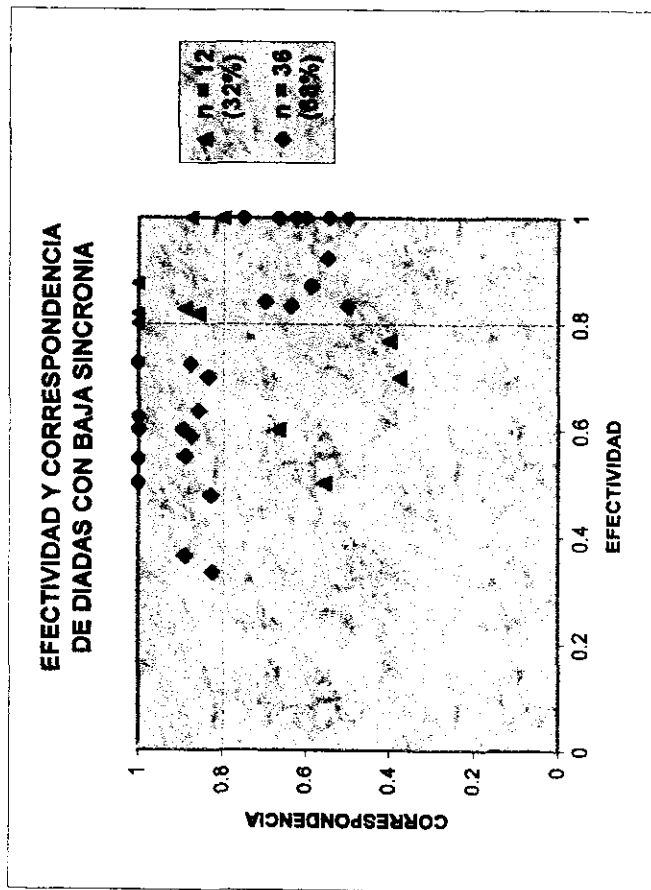 EFECTIVIDAD Y CORRESPONDENCIA
DE DIADAS CON BAJA SINCRONIA
CORRESPONDENCIA
1
0.8
0.6
0.4
0.2
0
0
0.2
0.4
0.6
0.8
1
EFECTIVIDAD
n = 12
(32%)
n = 36
(68%)